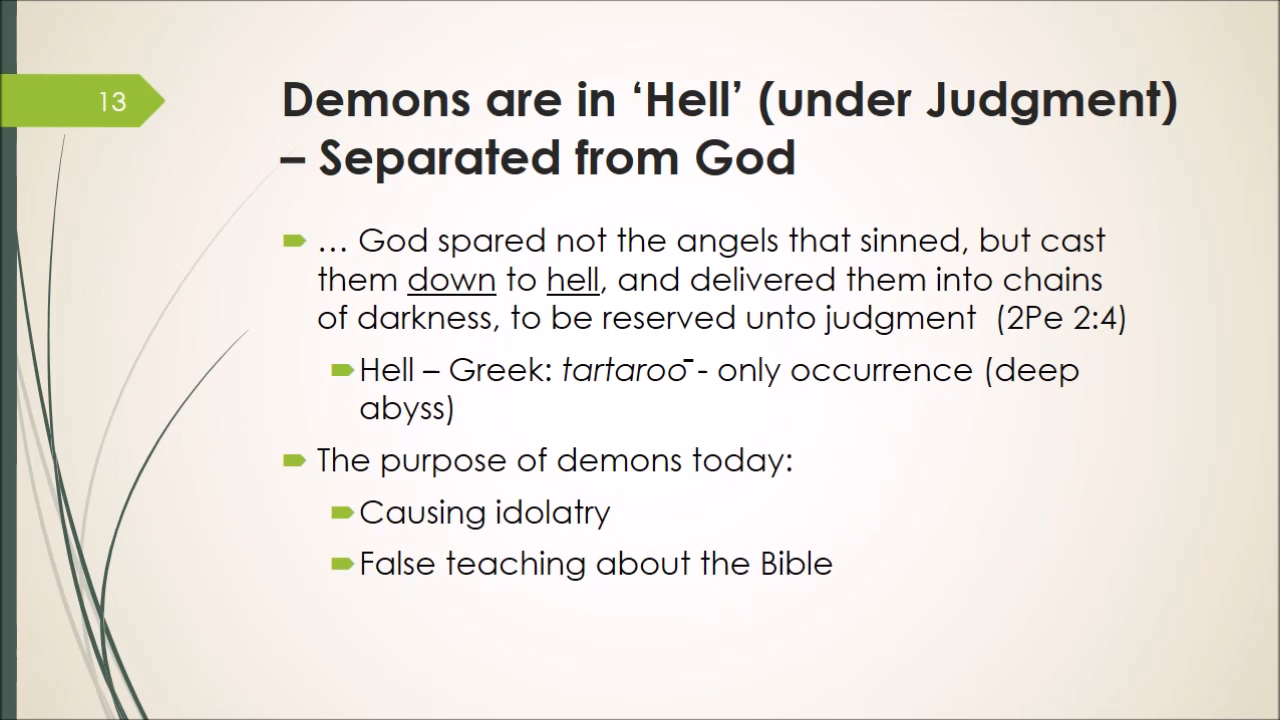 13
Demons are in ‘Hell’ (under Judgment)
– Separated from God
… God spared not the angels that sinned, but cast
them down to hell, and delivered them into chains
of darkness, to be reserved unto judgment (2Pe 2:4)
Hell – Greek: tartaroō - only occurrence (deep
abyss)
The purpose of demons today:
Causing idolatry
False teaching about the Bible